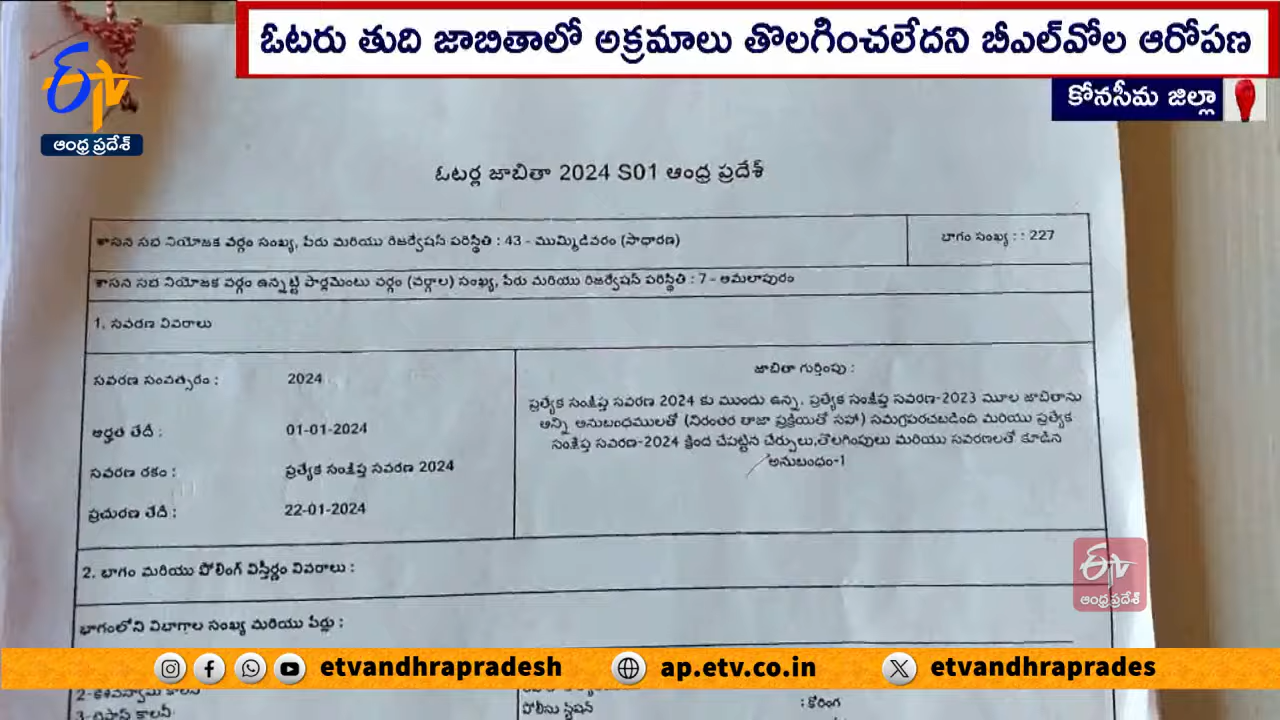 ఓటరు తుది జాబితాలో అక్రమాలు తొలగించలేదని బీఎల్‌వోల ఆరోపణ
కోనసీమ జిల్లా
ETV
ఆంధ్ర ప్రదేశ్
ఓటర్ల జాబితా 2024 S01 ఆంధ్ర ప్రదేశ్
శాసన సభ నియోజక వర్గం సంఖ్య, పేరు మరియు రిజర్వేషన్ పరిస్థితి : 43 - ముమ్మిడివరం (సాధారణ)
భాగం సంఖ్య : : 227
శాసన సభ నియోజక వర్గం ఉన్నట్టి పార్లమెంటు వర్గం (వర్గాల) సంఖ్య, పేరు మరియు రిజర్వేషన్ పరిస్థితి : 7 - అమలాపురం
1. సవరణ వివరాలు
సవరణ సంవత్సరం : 2024
అర్హత తేదీ : 01-01-2024
సవరణ రకం : ప్రత్యేక సంక్షిప్త సవరణ 2024
ప్రచురణ తేదీ : 22-01-2024
జాబితా గుర్తింపు :
ప్రత్యేక సంక్షిప్త సవరణ 2024 కు ముందు ఉన్న, ప్రత్యేక సంక్షిప్త సవరణ-2023 మూల జాబితాను
అన్ని అనుబంధములతో (నిరంతర తాజా ప్రక్రియతో సహా) సమగ్రపరచబడింది మరియు ప్రత్యేక
సంక్షిప్త సవరణ-2024 క్రింద చేపట్టిన చేర్పులు,తొలగింపులు మరియు సవరణలతో కూడిన
అనుబంధం-1
2. భాగం మరియు పోలింగ్ విస్తీర్ణం వివరాలు :
భాగంలోని విభాగాల సంఖ్య మరియు పేర్లు :
ETV
ఆంధ్రప్రదేశ్
etvandhrapradesh
ap.etv.co.in
etvandhraprades
పోలీసు స్టేషన్ : కోరింగ